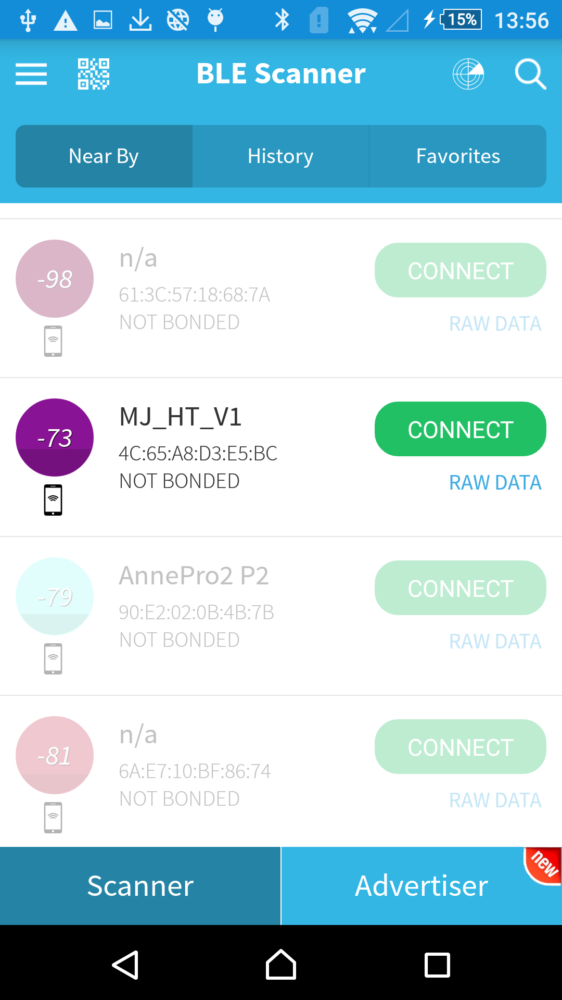 15% 13:56
BLE Scanner
Near By History Favorites
-98 n/a CONNECT
61:3C:57:18:68:7A
NOT BONDED RAW DATA
-73 MJ_HT_V1 CONNECT
4C:65:A8:D3:E5:BC
NOT BONDED RAW DATA
-79 AnnePro2 P2 CONNECT
90:E2:02:0B:4B:7B
NOT BONDED RAW DATA
-81 n/a CONNECT
6A:E7:10:BF:86:74
NOT BONDED RAW DATA
new
Scanner Advertiser